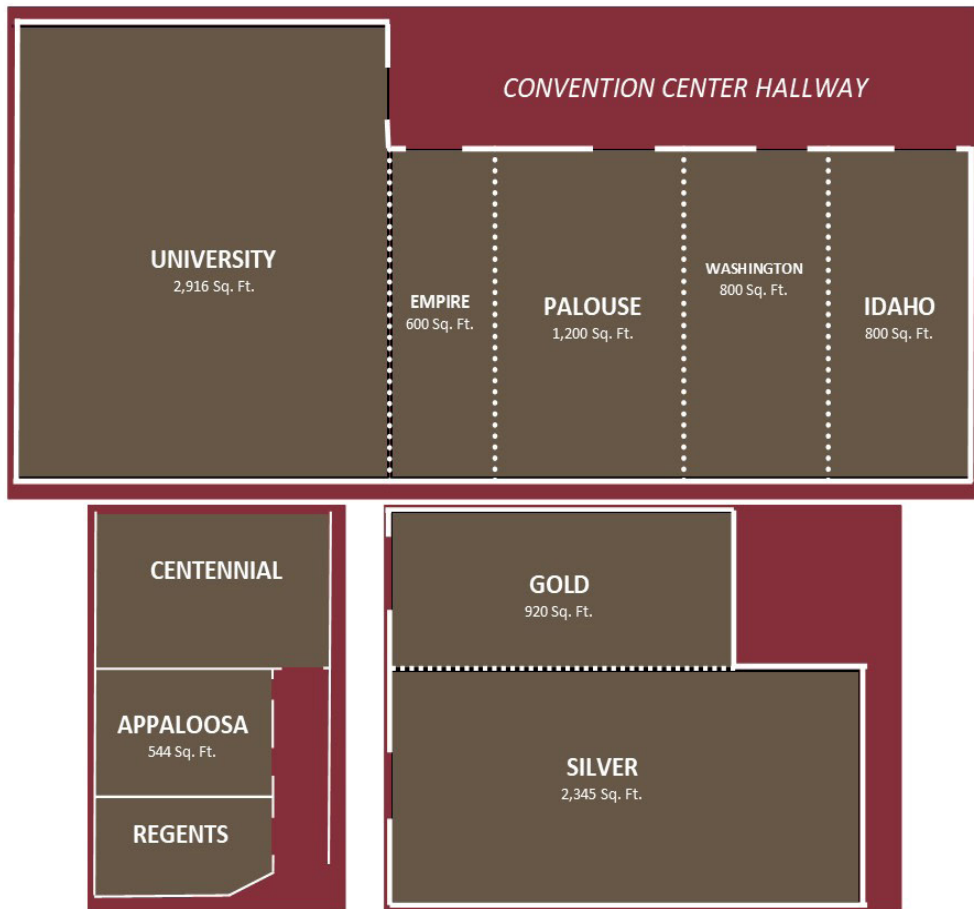 CONVENTION CENTER HALLWAY
UNIVERSITY
2,916 Sq. Ft.
EMPIRE
600 Sq. Ft.
PALOUSE
1,200 Sq. Ft.
WASHINGTON
800 Sq. Ft.
IDAHO
800 Sq. Ft.
CENTENNIAL
APPALOOSA
544 Sq. Ft.
REGENTS
GOLD
920 Sq. Ft.
SILVER
2,345 Sq. Ft.